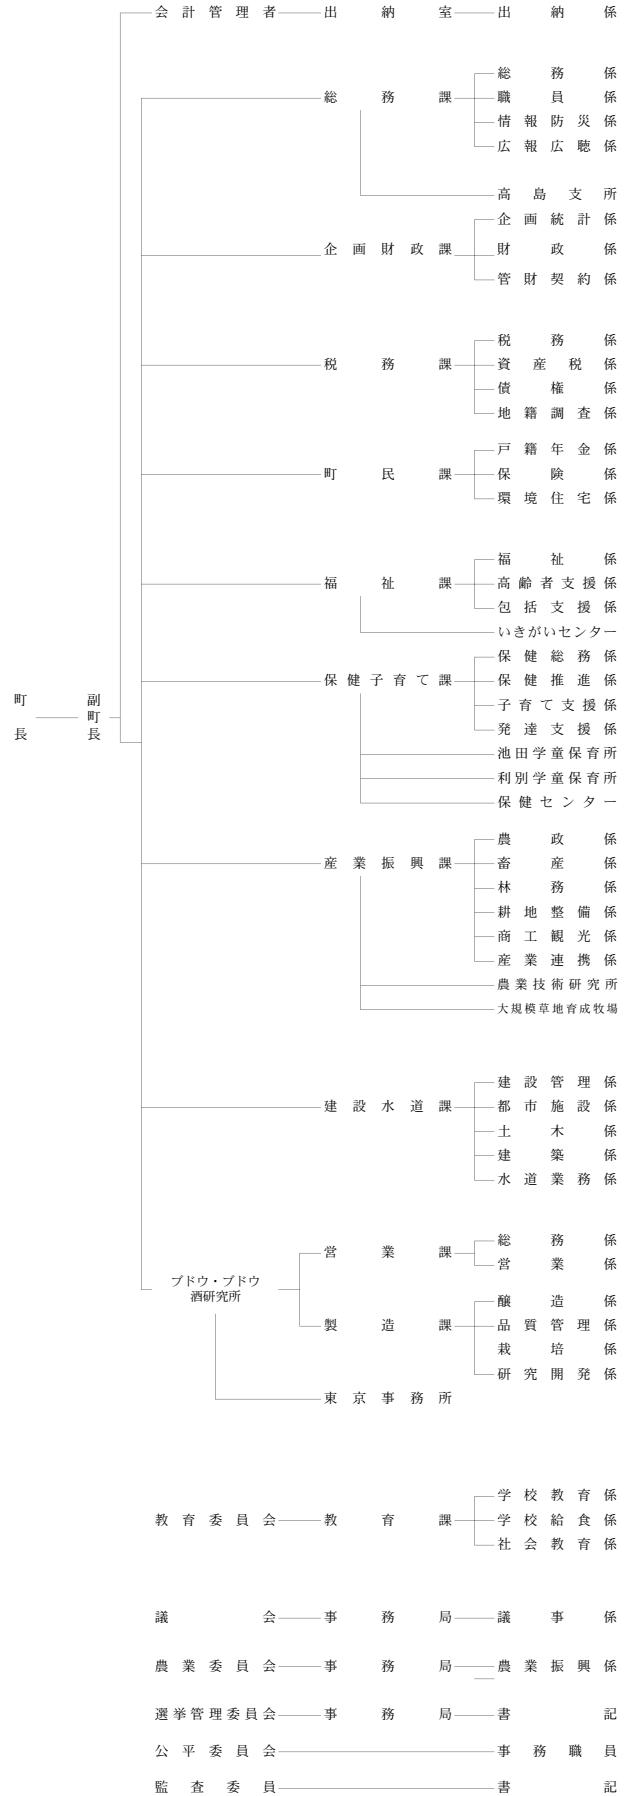 会計管理者 出納室 出納係
総務係
総務課 職員係
情報防災係
広報広聴係
高島支所
企画統計係
企画財政課 財政係
管財契約係
税務係
税務課 資産税係
債権係
地籍調査係
戸籍年金係
町民課 保険係
環境住宅係
福祉係
福祉課 高齢者支援係
包括支援係
いきがいセンター
保健総務係
保健子育て課 保健推進係
町長 副町長 子育て支援係
発達支援係
池田学童保育所
利別学童保育所
保健センター
農政係
産業振興課 畜産係
林務係
耕地整備係
商工観光係
産業連携係
農業技術研究所
大規模草地育成牧場
建設管理係
建設水道課 都市施設係
土木係
建築係
水道業務係
総務係
営業課
営業係
ブドウ・ブドウ
酒研究所
醸造係
製造課 品質管理係
栽培係
研究開発係
東京事務所
学校教育係
教育委員会 教育課 学校給食係
社会教育係
議会 事務局 議事係
農業委員会 事務局 農業振興係
選挙管理委員会 事務局 書記
公平委員会 事務職員
監査委員 書記